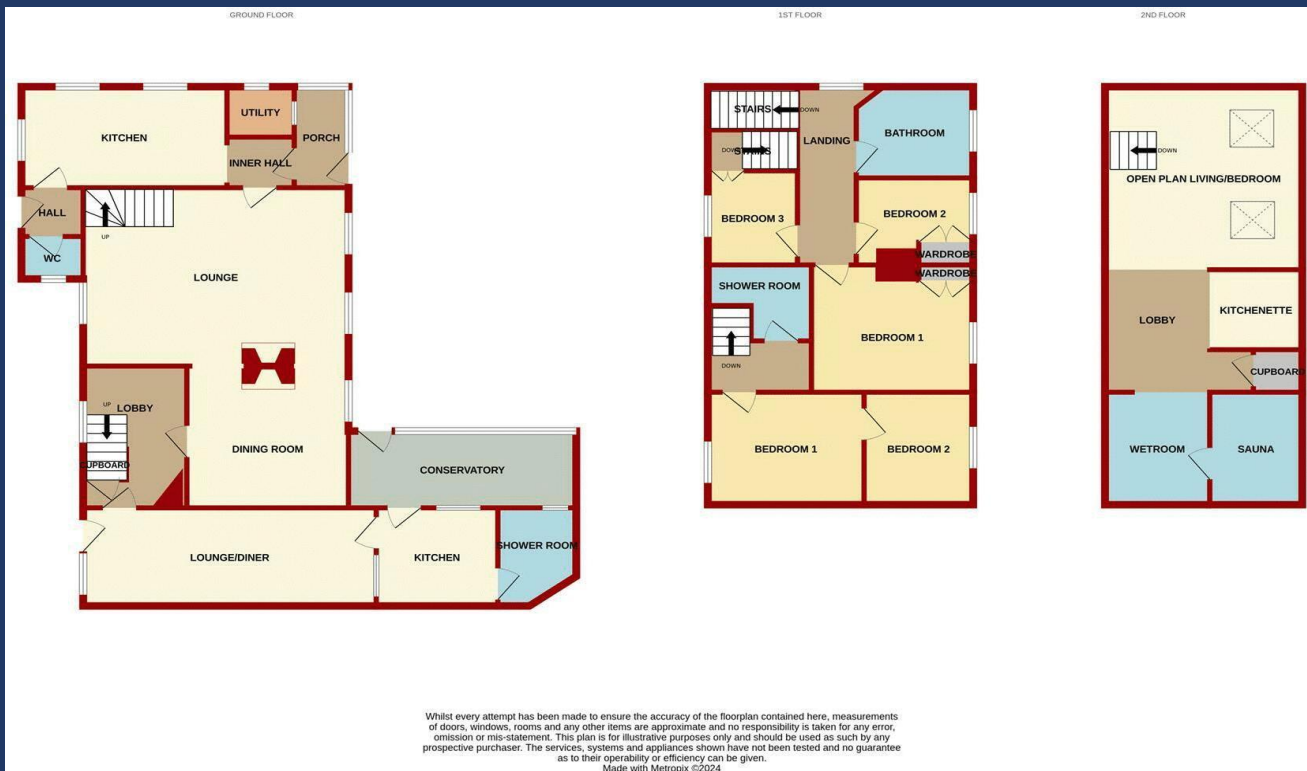 GROUND FLOOR
KITCHEN
UTILITY
PORCH
INNER HALL
HALL
UP
WC
LOUNGE
UP
LOBBY
CUPBOARD
DINING ROOM
CONSERVATORY
LOUNGE/DINER
KITCHEN
SHOWER ROOM
1ST FLOOR
STAIRS
DOWN
DOWN
STAIRS
LANDING
BATHROOM
BEDROOM 3
BEDROOM 2
WARDROBE
WARDROBE
SHOWER ROOM
BEDROOM 1
DOWN
BEDROOM 1
BEDROOM 2
2ND FLOOR
DOWN
OPEN PLAN LIVING/BEDROOM
LOBBY
KITCHENETTE
CUPBOARD
WETROOM
SAUNA
Whilst every attempt has been made to ensure the accuracy of the floorplan contained here, measurements
of doors, windows, rooms and any other items are approximate and no responsibility is taken for any error,
omission or mis-statement. This plan is for illustrative purposes only and should be used as such by any
prospective purchaser. The services, systems and appliances shown have not been tested and no guarantee
as to their operability or efficiency can be given.
Made with Metropix ©2024